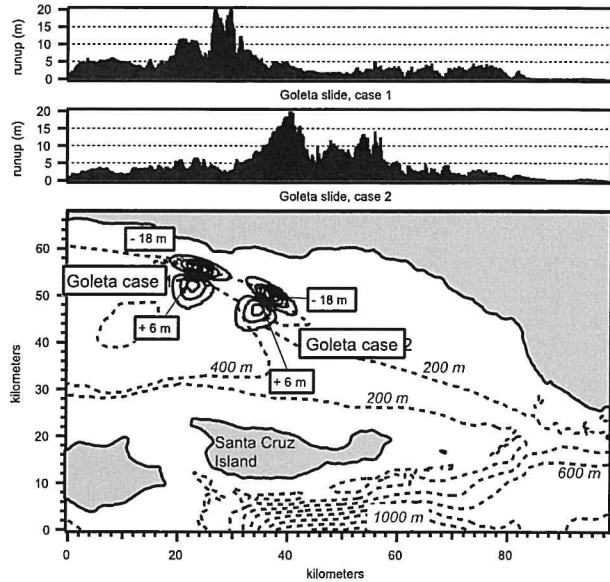 20
15
10
5
0
runup (m)
Goleta slide, case 1
20
15
10
5
0
runup (m)
Goleta slide, case 2
60
50
40
30
20
10
0
kilometers
- 18 m
Goleta case
+ 6 m
- 18 m
Goleta case 2
+ 6 m
400 m
200 m
200 m
Santa Cruz
Island
600 m
1000 m
0 20 40 60 80
kilometers